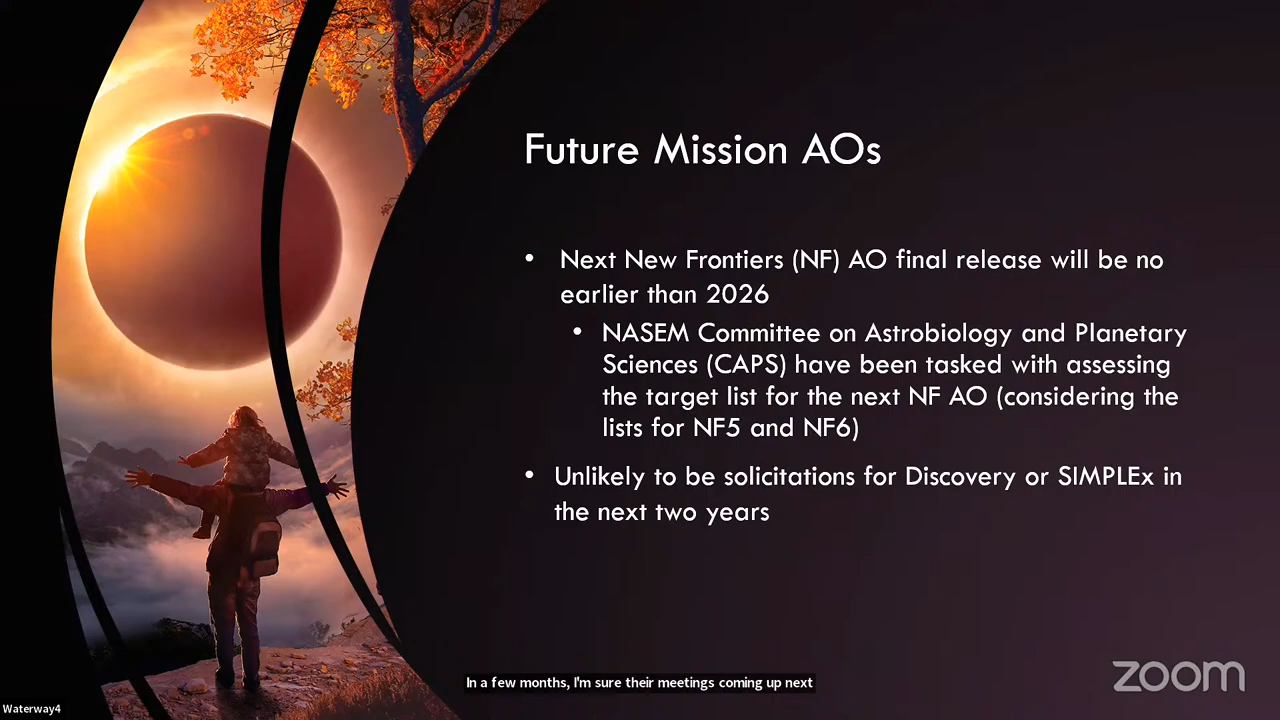 Future Mission AOs
• Next New Frontiers (NF) AO final release will be no
earlier than 2026
• NASEM Committee on Astrobiology and Planetary
Sciences (CAPS) have been tasked with assessing
the target list for the next NF AO (considering the
lists for NF5 and NF6)
• Unlikely to be solicitations for Discovery or SIMPLEx in
the next two years
In a few months, I'm sure their meetings coming up next
zoom
Waterway4